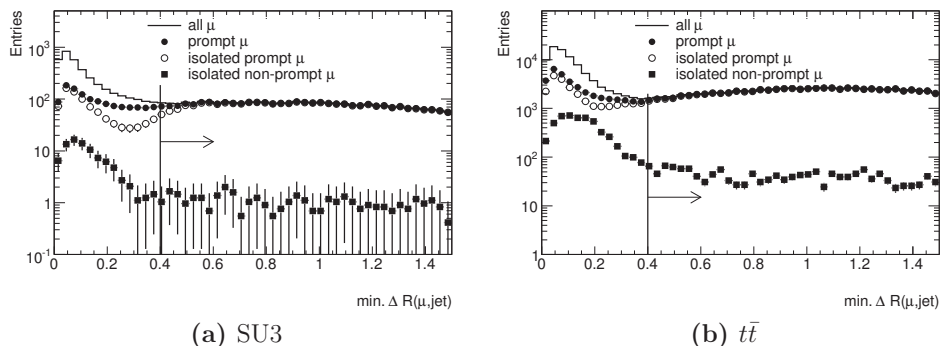 Entries
all μ
prompt μ
isolated prompt μ
isolated non-prompt μ
10³
10²
10
1
10⁻¹
0 0.2 0.4 0.6 0.8 1 1.2 1.4
min. Δ R(μ,jet)
(a) SU3
Entries
all μ
prompt μ
isolated prompt μ
isolated non-prompt μ
10⁴
10³
10²
10
1
0 0.2 0.4 0.6 0.8 1 1.2 1.4
min. Δ R(μ,jet)
(b) tt̄